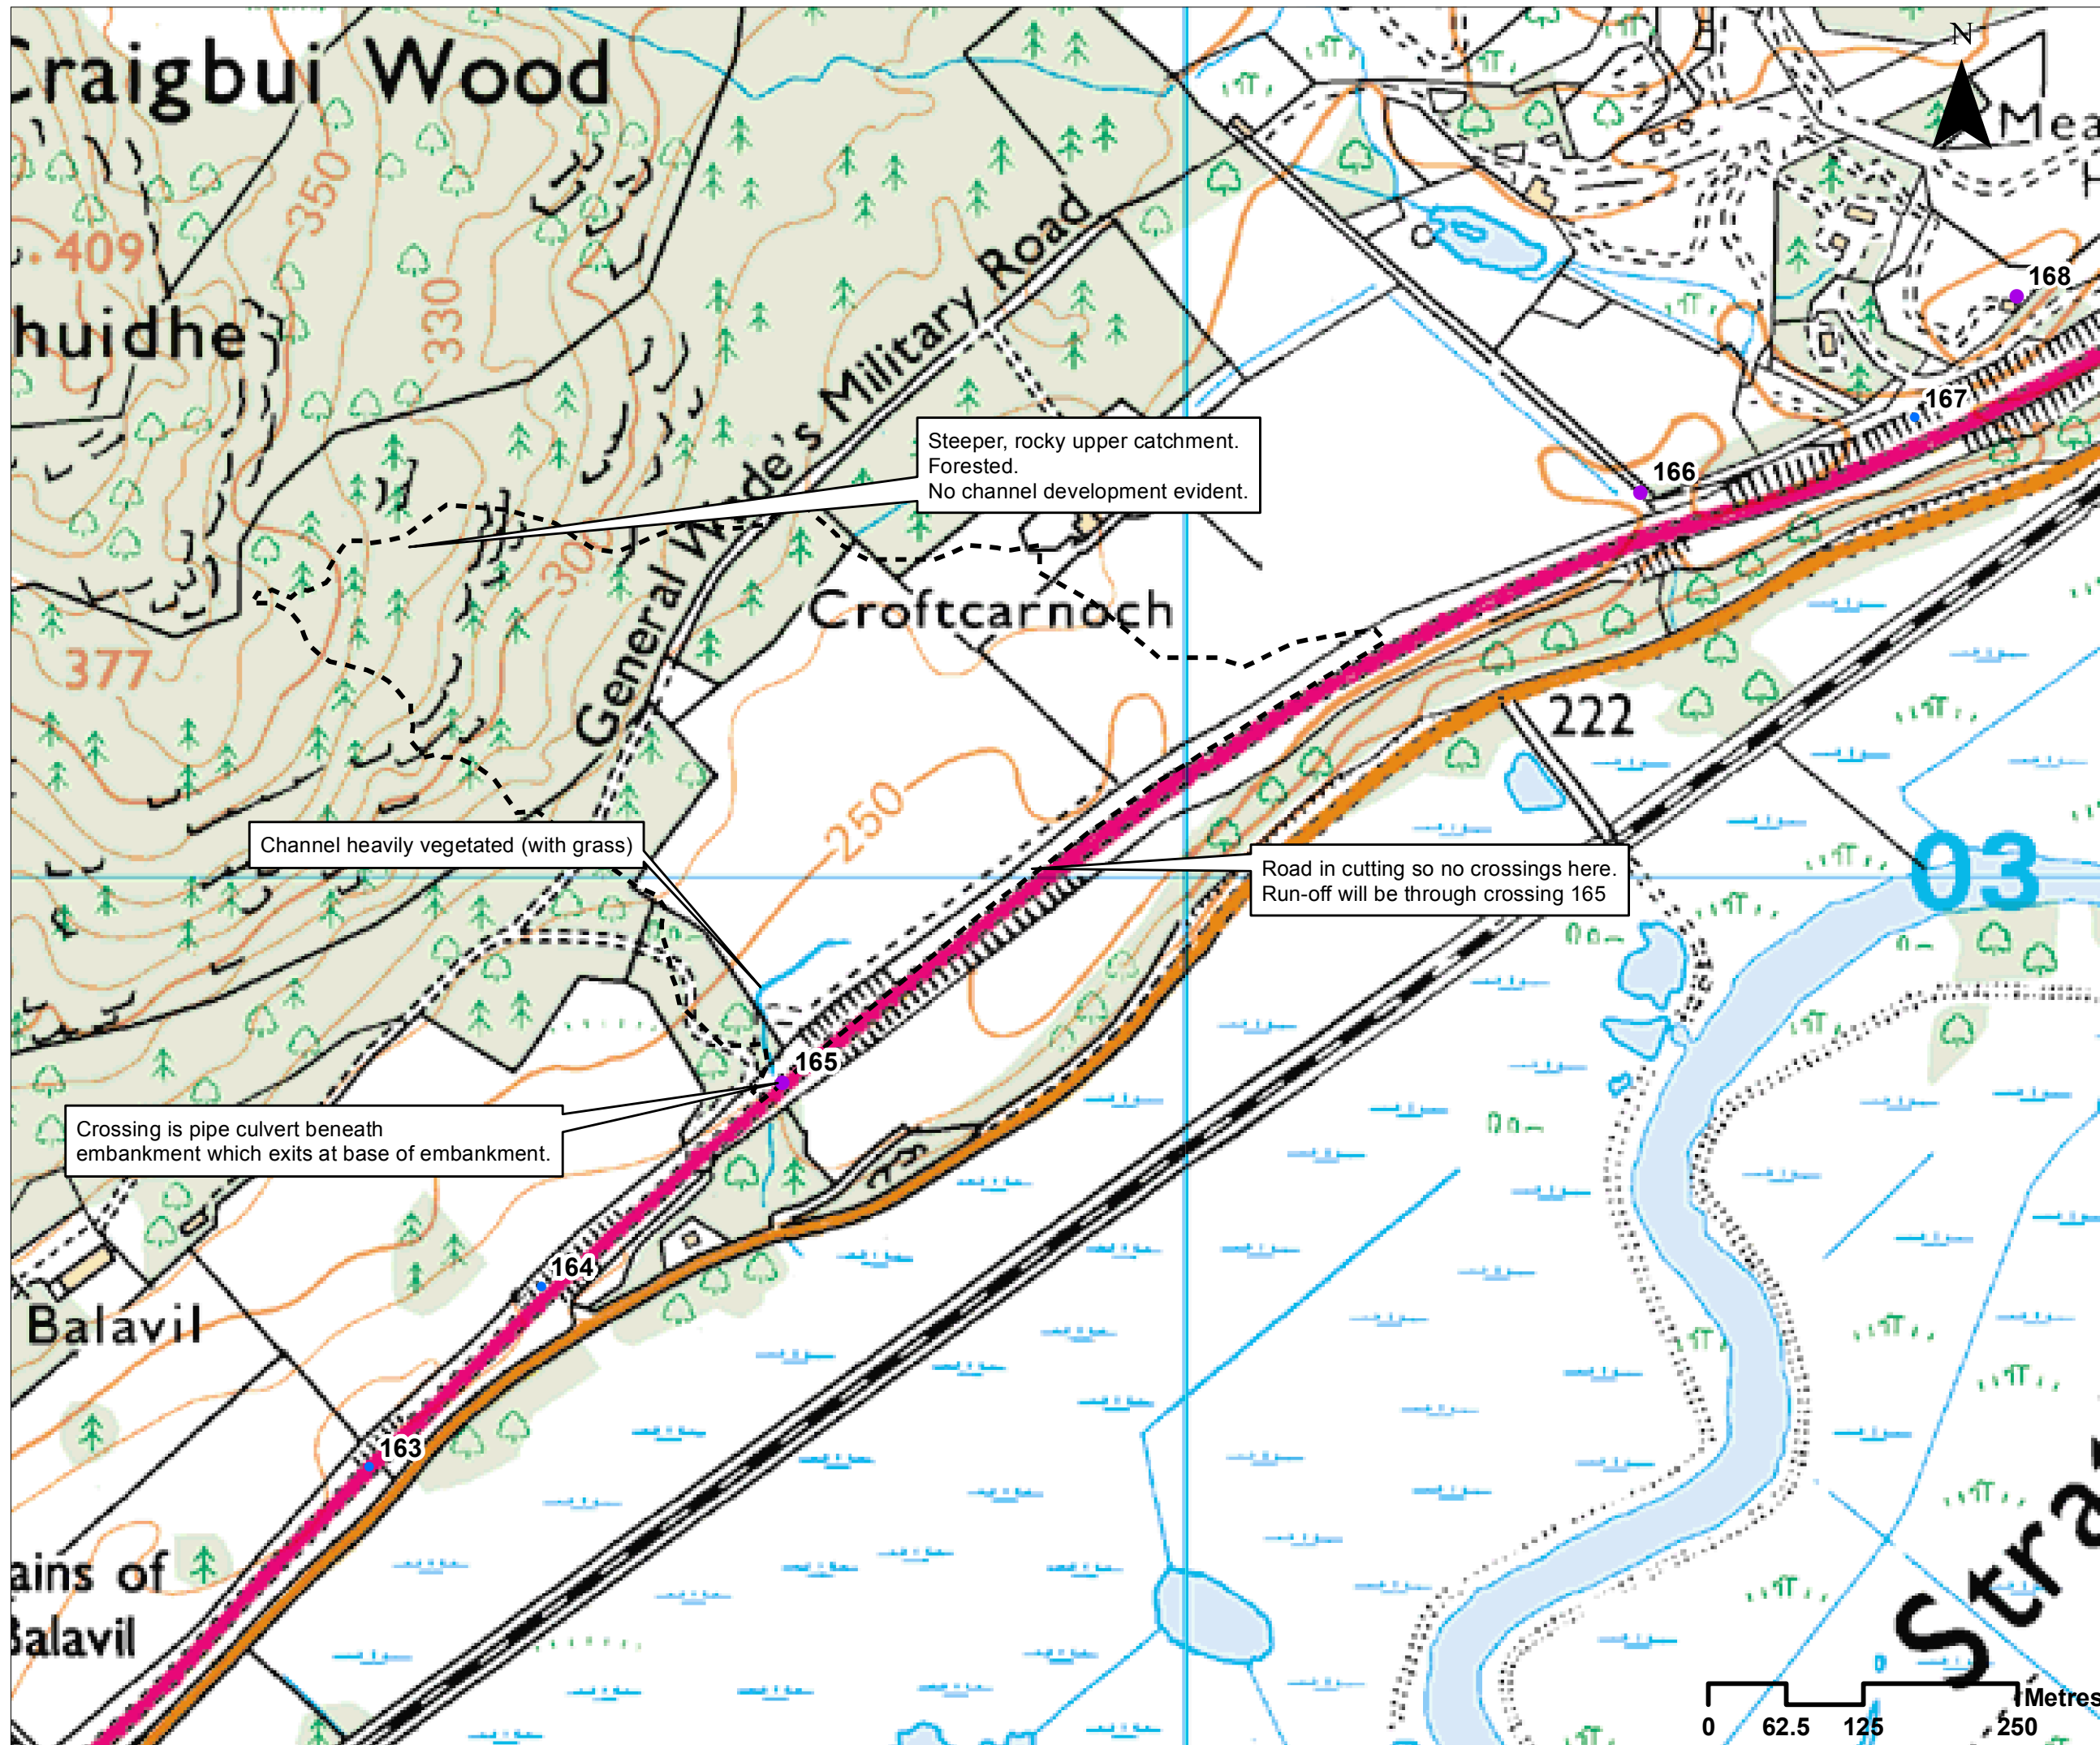 N
Craigbui Wood
350
409
huidhe
330
General Wade's Military Road
Mea
H
168
167
166
Steeper, rocky upper catchment.
Forested.
No channel development evident.
300
Croftcarnoch
377
222
250
Channel heavily vegetated (with grass)
Road in cutting so no crossings here.
Run-off will be through crossing 165
03
165
Crossing is pipe culvert beneath
embankment which exits at base of embankment.
164
Balavil
163
ains of
Balavil
Stra
Metres
0 62.5 125 250